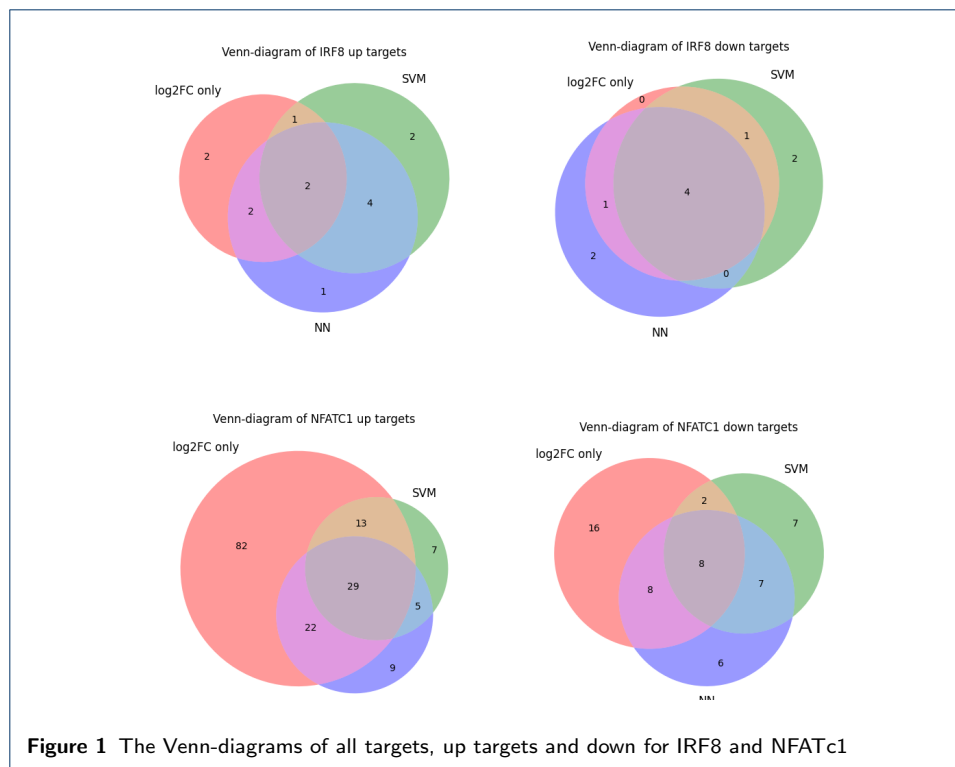 Venn-diagram of IRF8 up targets
log2FC only
SVM
1
2
2
2
2
4
1
NN
Venn-diagram of IRF8 down targets
log2FC only
SVM
0
1
2
4
1
2
0
NN
Venn-diagram of NFATC1 up targets
log2FC only
SVM
13
82
7
29
5
22
9
Venn-diagram of NFATC1 down targets
log2FC only
SVM
2
16
7
8
8
7
6
NN
Figure 1 The Venn-diagrams of all targets, up targets and down for IRF8 and NFATc1